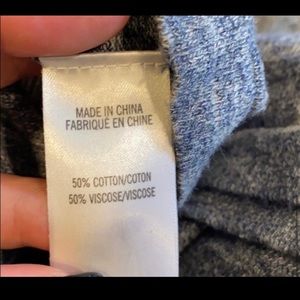 MADE IN CHINA
FABRIQUÉ EN CHINE
50% COTTON/COTON
50% VISCOSE/VISCOSE